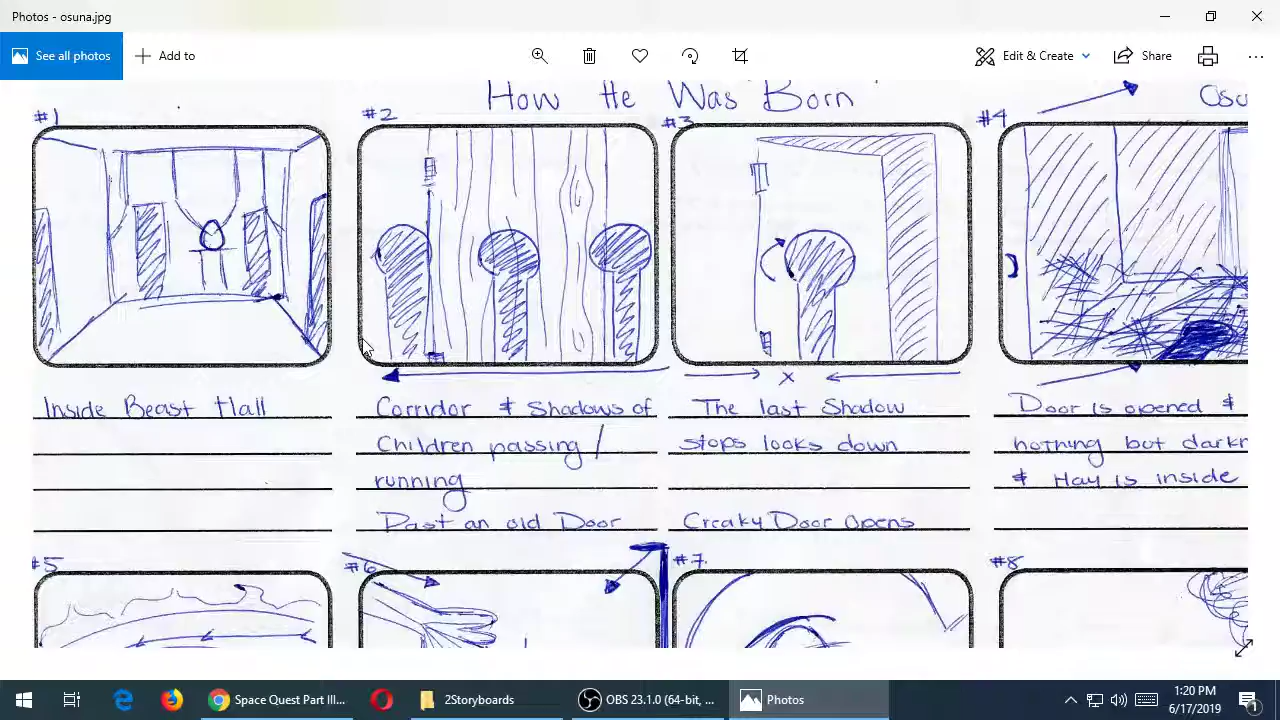 Photos - osuna.jpg
See all photos
Add to
Edit & Create
Share
How He Was Born
#1
#2
#3
#4
Inside Beast Hall
Corridor & Shadows of
Children passing /
running
Past an old Door
X
The last Shadow
stops looks down
Creaky Door opens
Door is opened &
nothing but darkn
& Hay is inside
#5
#6
#7.
#8
Space Quest Part III...
2Storyboards
OBS 23.1.0 (64-bit, ...
Photos
1:20 PM
6/17/2019
1